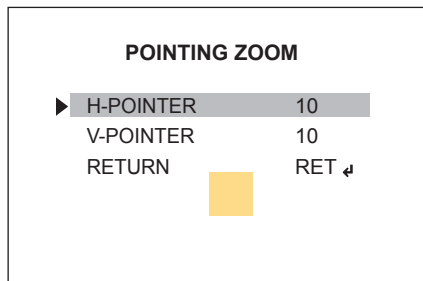 POINTING ZOOM
H-POINTER 10
V-POINTER 10
RETURN RET ↲